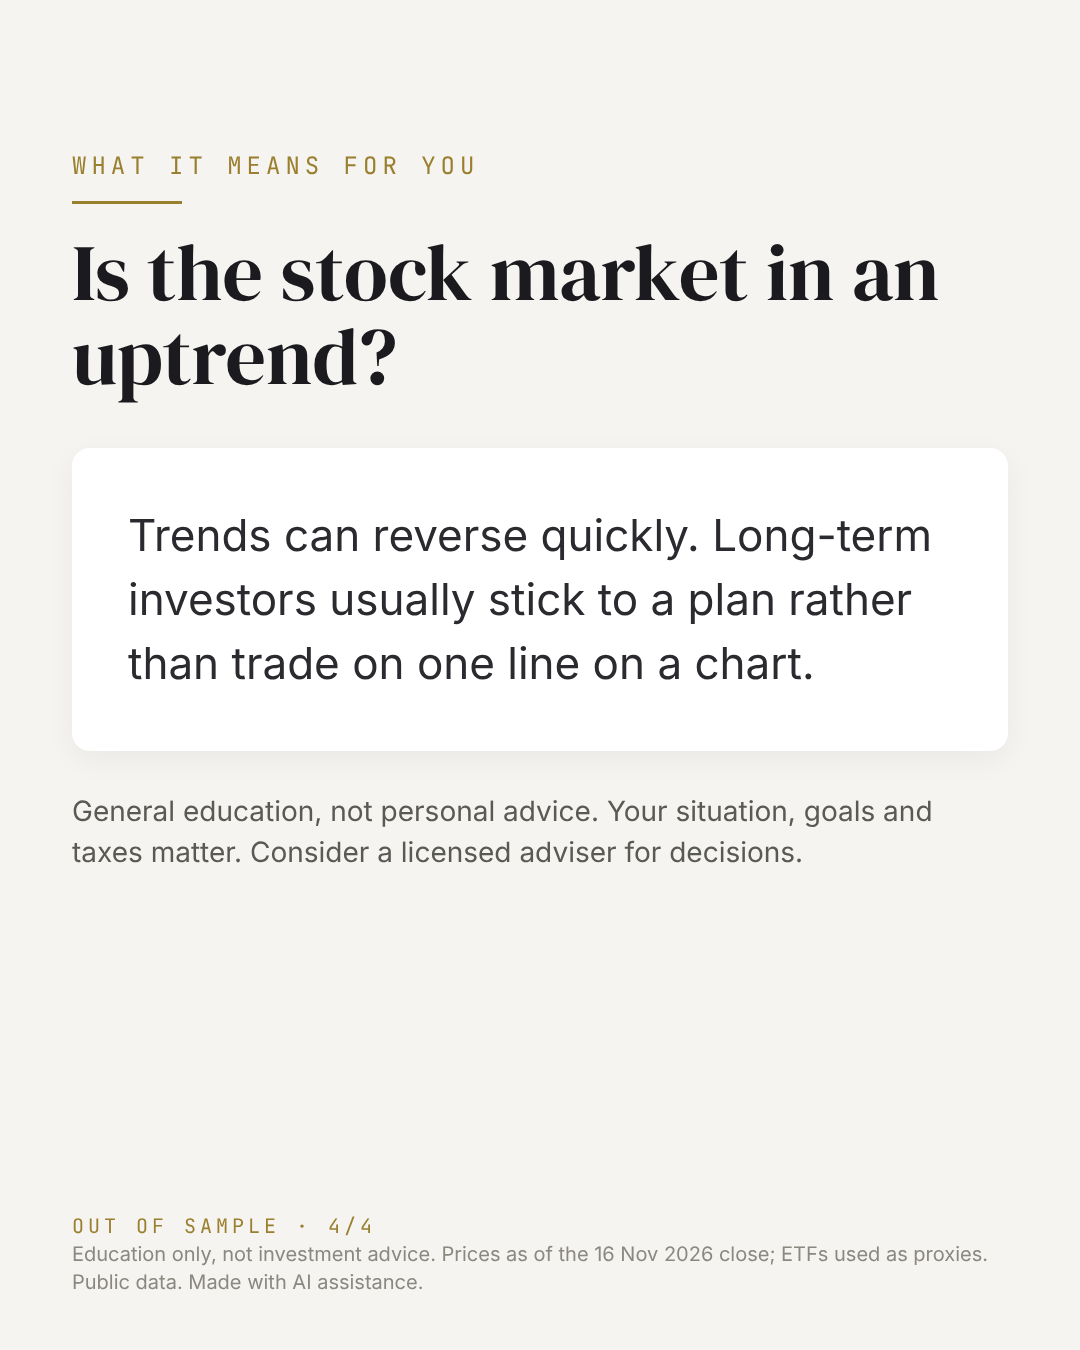 WHAT IT MEANS FOR YOU
Is the stock market in an
uptrend?
Trends can reverse quickly. Long-term
investors usually stick to a plan rather
than trade on one line on a chart.
General education, not personal advice. Your situation, goals and
taxes matter. Consider a licensed adviser for decisions.
OUT OF SAMPLE · 4/4
Education only, not investment advice. Prices as of the 16 Nov 2026 close; ETFs used as proxies.
Public data. Made with AI assistance.